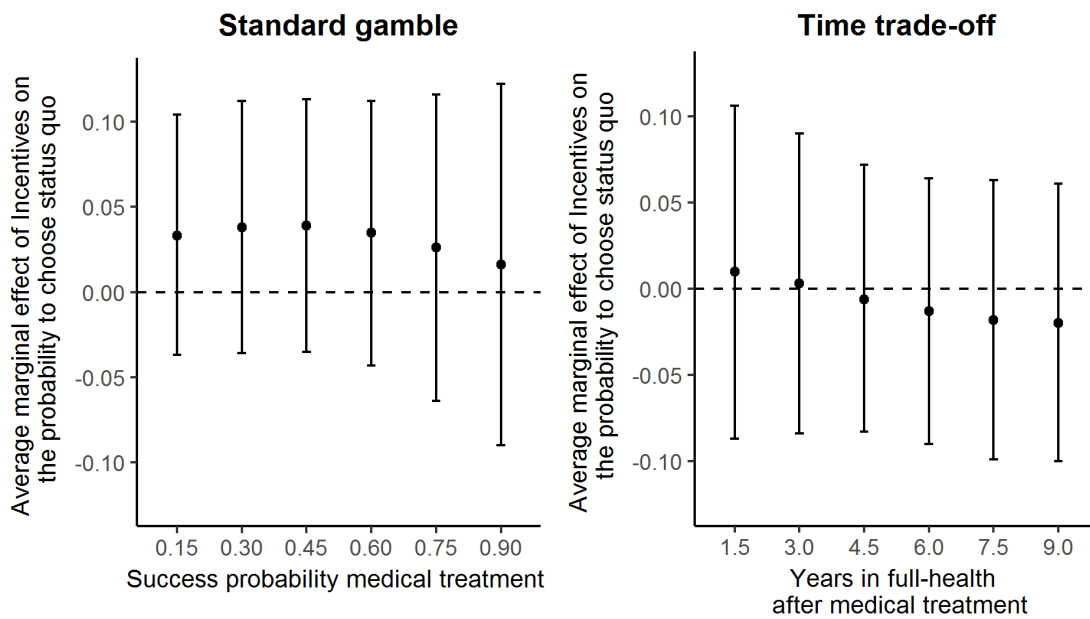 Standard gamble
Average marginal effect of Incentives on
the probability to choose status quo
0.10
0.05
0.00
-0.05
-0.10
0.15 0.30 0.45 0.60 0.75 0.90
Success probability medical treatment
Time trade-off
Average marginal effect of Incentives on
the probability to choose status quo
0.10
0.05
0.00
-0.05
-0.10
1.5 3.0 4.5 6.0 7.5 9.0
Years in full-health
after medical treatment